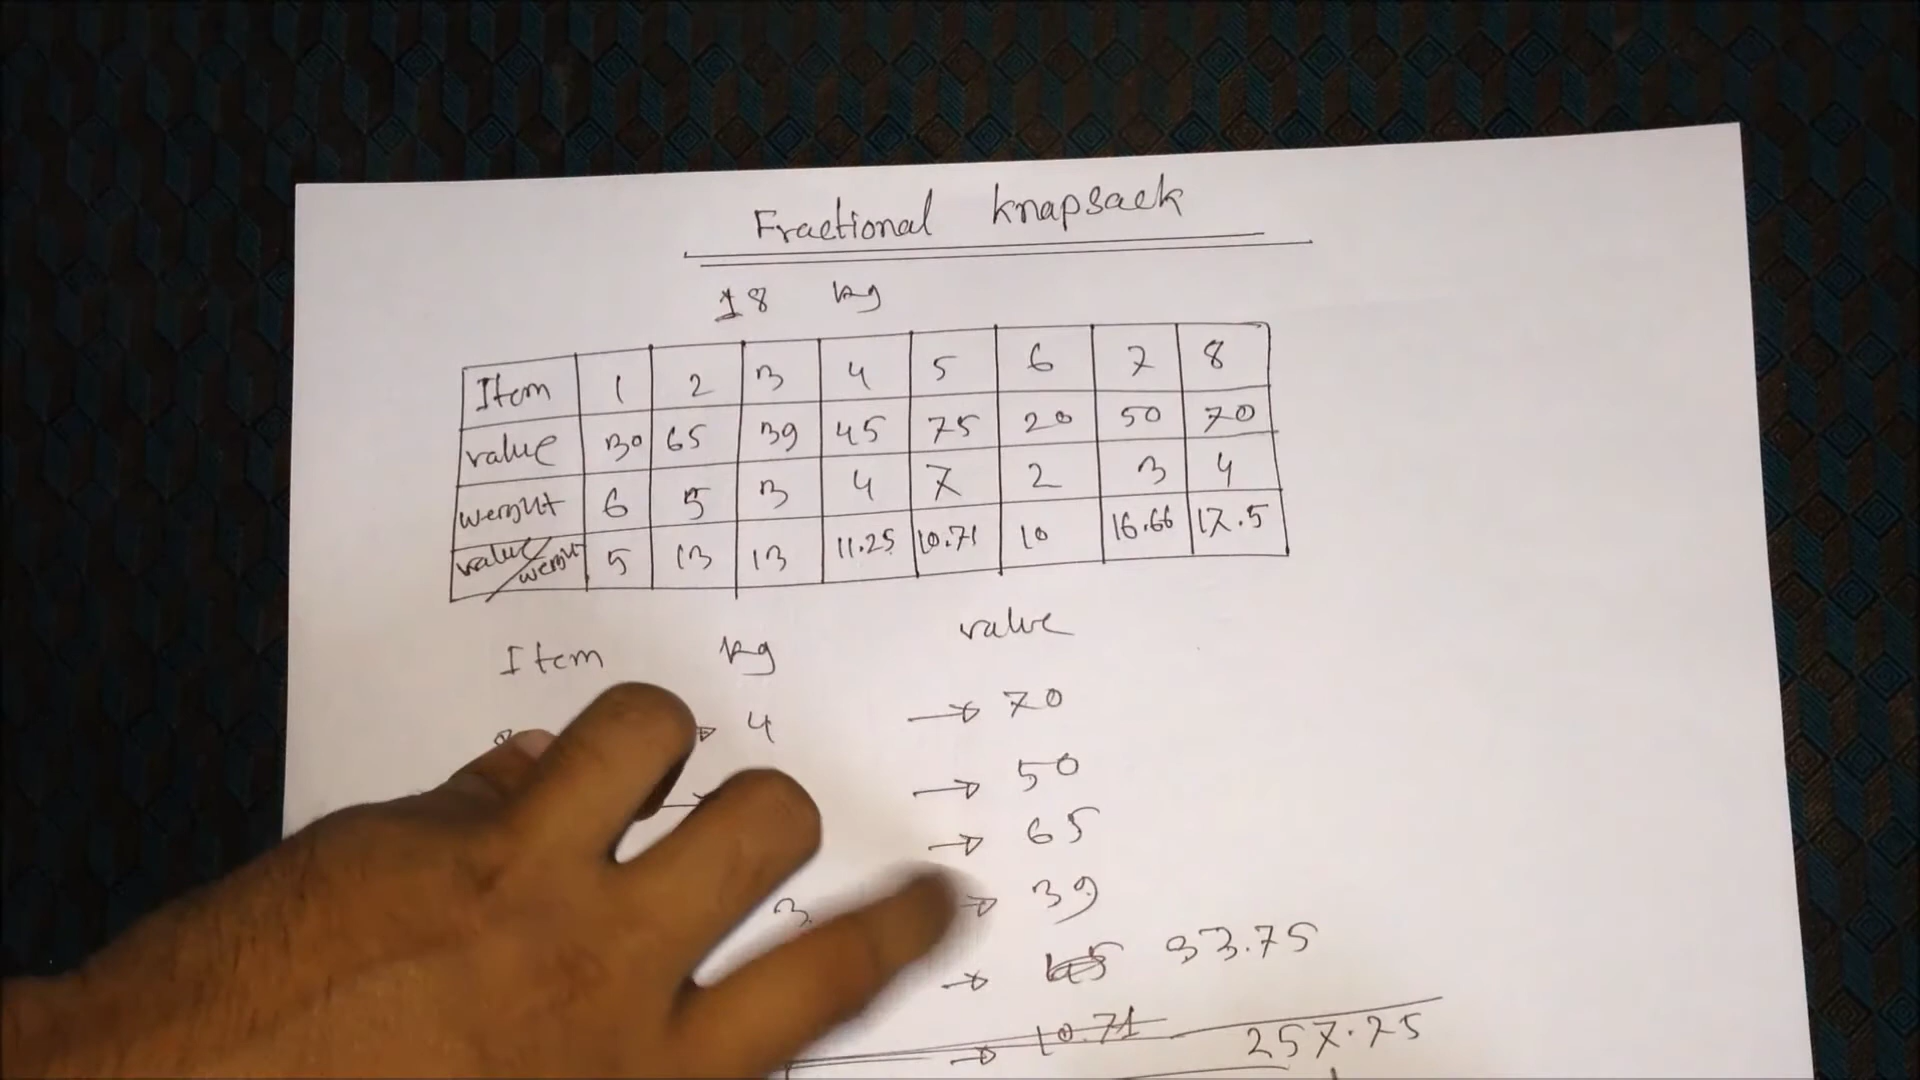 Fractional knapsack
18 kg
Item 1 2 3 4 5 6 7 8
value 30 65 39 45 75 20 50 70
weight 6 5 3 4 7 2 3 4
value/weight 5 13 13 11.25 10.71 10 16.66 17.5
Item kg value
→ 4 → 70
→ → 50
→ 65
3 → 39
→ 33.75
→ 10.71
257.75